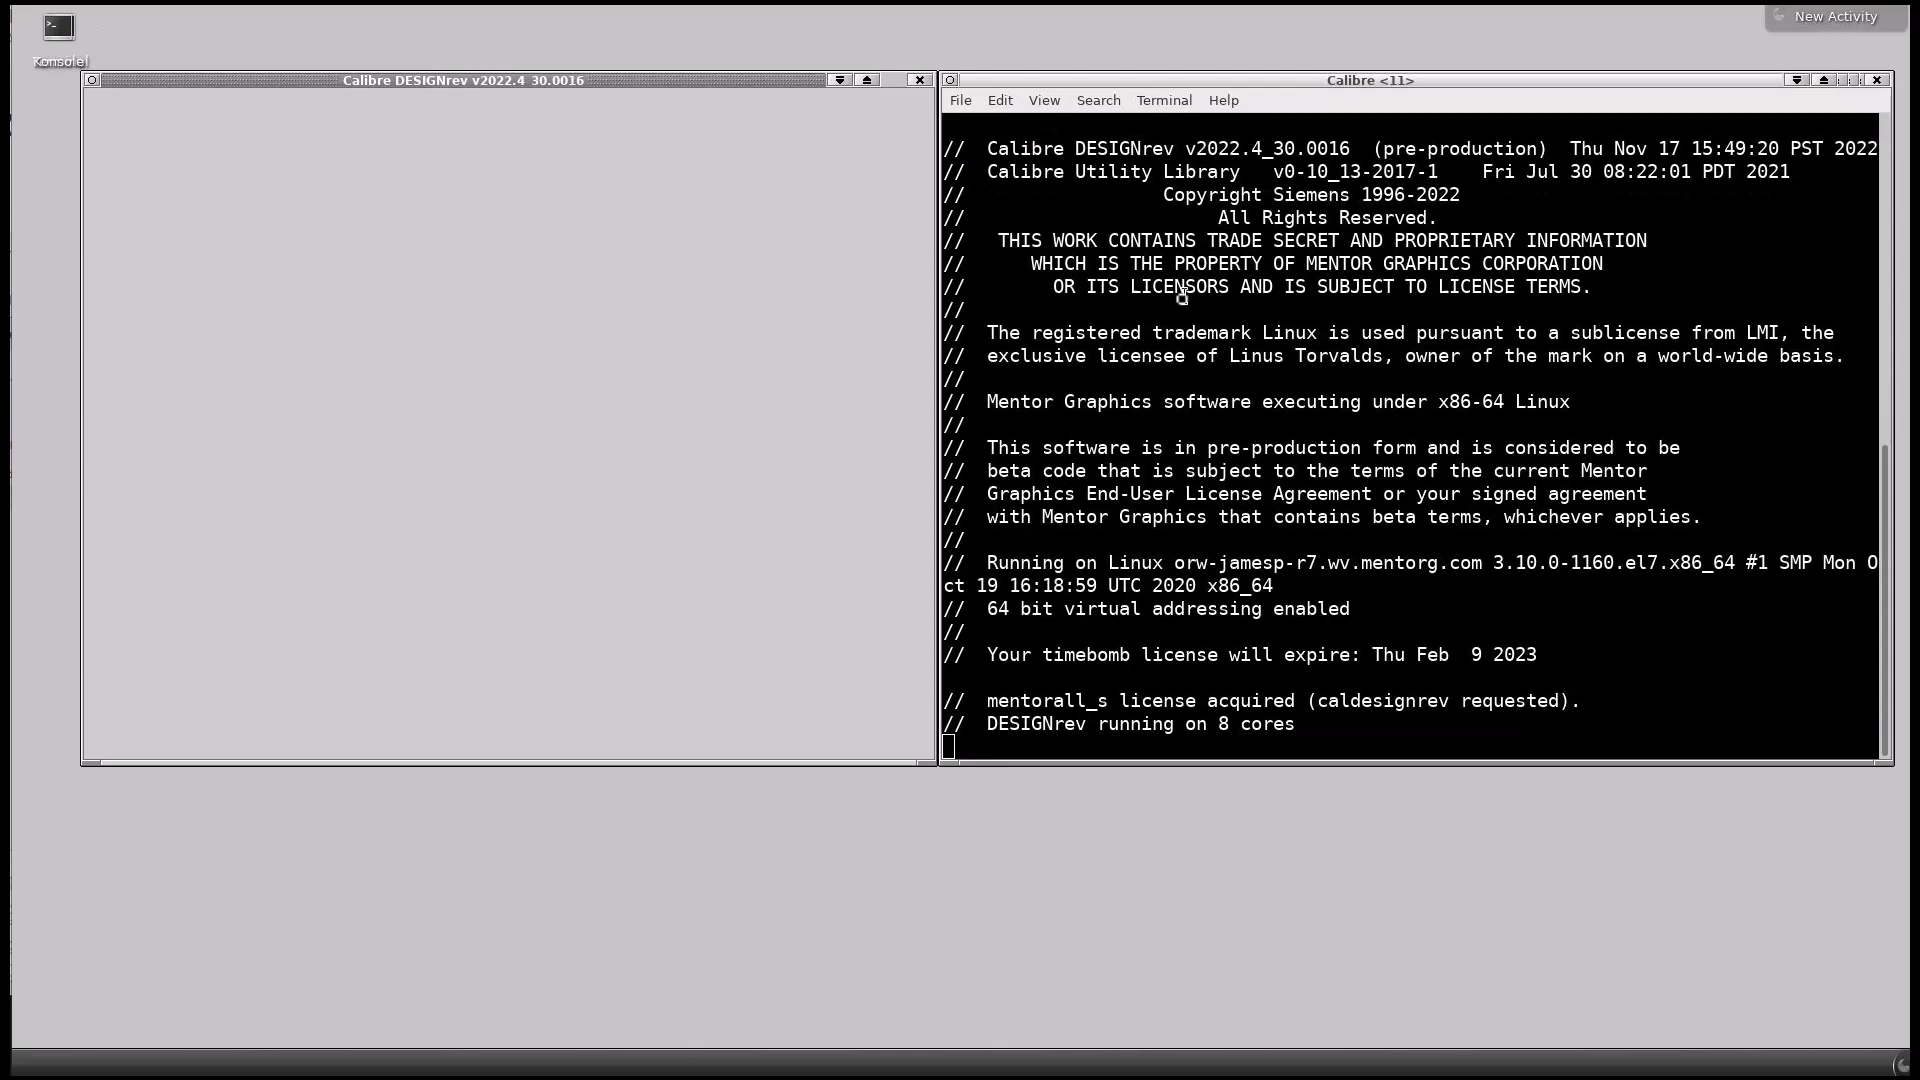 New Activity
Konsole
Calibre DESIGNrev v2022.4_30.0016
Calibre <11>
File Edit View Search Terminal Help
//  Calibre DESIGNrev v2022.4_30.0016  (pre-production)  Thu Nov 17 15:49:20 PST 2022
//  Calibre Utility Library   v0-10_13-2017-1    Fri Jul 30 08:22:01 PDT 2021
//                  Copyright Siemens 1996-2022
//                       All Rights Reserved.
//   THIS WORK CONTAINS TRADE SECRET AND PROPRIETARY INFORMATION
//      WHICH IS THE PROPERTY OF MENTOR GRAPHICS CORPORATION
//        OR ITS LICENSORS AND IS SUBJECT TO LICENSE TERMS.
//
//  The registered trademark Linux is used pursuant to a sublicense from LMI, the
//  exclusive licensee of Linus Torvalds, owner of the mark on a world-wide basis.
//
//  Mentor Graphics software executing under x86-64 Linux
//
//  This software is in pre-production form and is considered to be
//  beta code that is subject to the terms of the current Mentor
//  Graphics End-User License Agreement or your signed agreement
//  with Mentor Graphics that contains beta terms, whichever applies.
//
//  Running on Linux orw-jamesp-r7.wv.mentorg.com 3.10.0-1160.el7.x86_64 #1 SMP Mon O
ct 19 16:18:59 UTC 2020 x86_64
//  64 bit virtual addressing enabled
//
//  Your timebomb license will expire: Thu Feb  9 2023
//  mentorall_s license acquired (caldesignrev requested).
//  DESIGNrev running on 8 cores